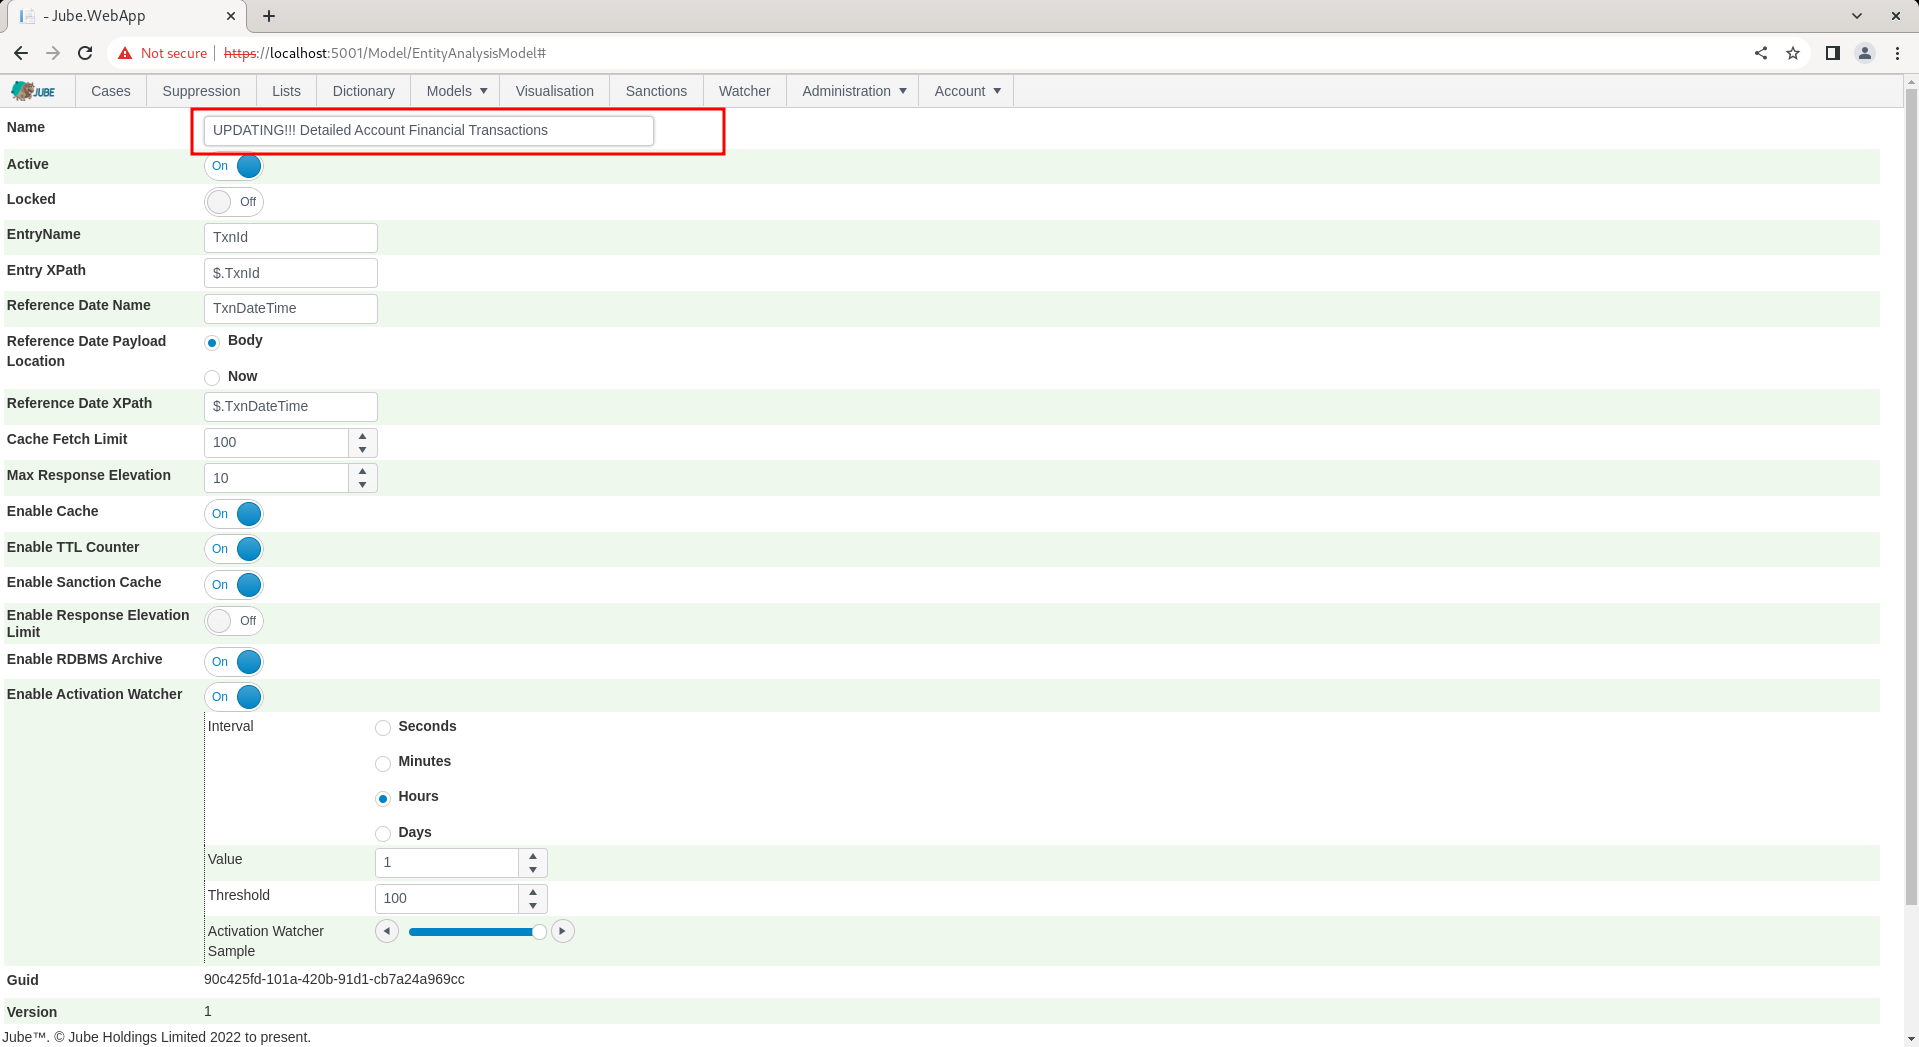 - Jube.WebApp
Not secure https://localhost:5001/Model/EntityAnalysisModel#
JUBE Cases Suppression Lists Dictionary Models Visualisation Sanctions Watcher Administration Account
Name UPDATING!!! Detailed Account Financial Transactions
Active On
Locked Off
EntryName TxnId
Entry XPath $.TxnId
Reference Date Name TxnDateTime
Reference Date Payload Location Body
Now
Reference Date XPath $.TxnDateTime
Cache Fetch Limit 100
Max Response Elevation 10
Enable Cache On
Enable TTL Counter On
Enable Sanction Cache On
Enable Response Elevation Limit Off
Enable RDBMS Archive On
Enable Activation Watcher On
Interval Seconds
Minutes
Hours
Days
Value 1
Threshold 100
Activation Watcher
Sample
Guid 90c425fd-101a-420b-91d1-cb7a24a969cc
Version 1
Jube™. © Jube Holdings Limited 2022 to present.